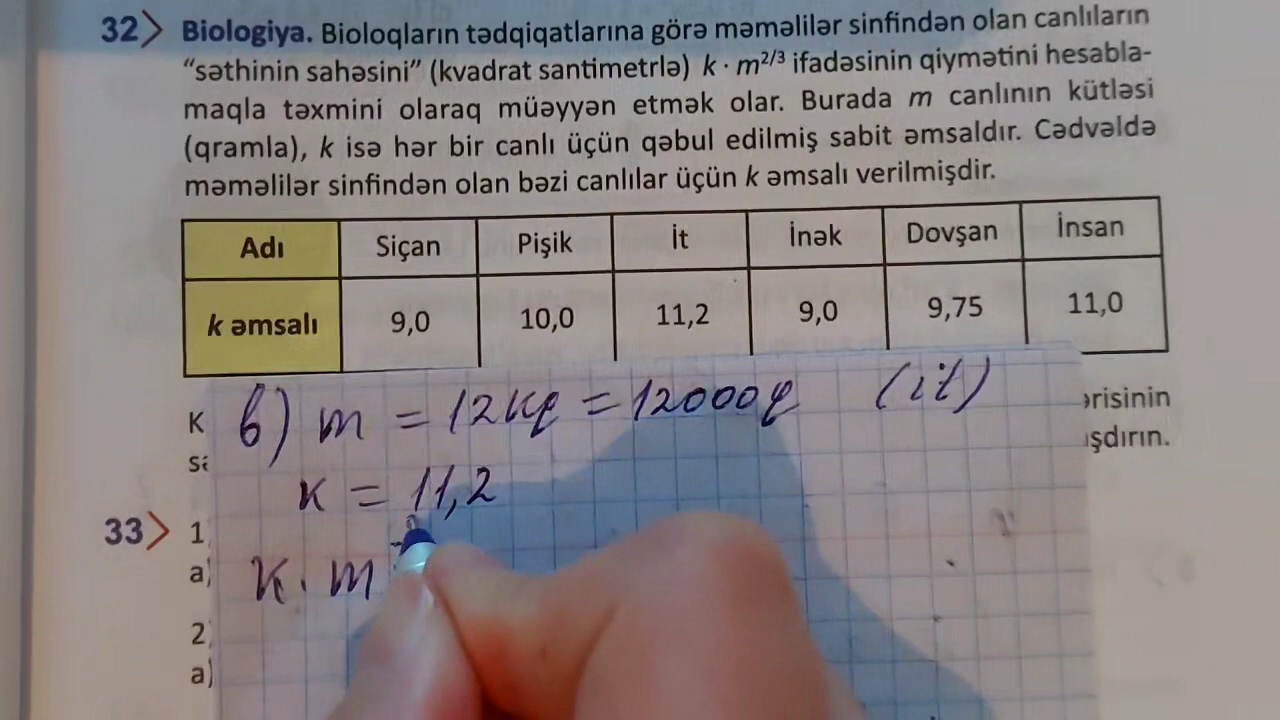 32> Biologiya. Bioloqların tədqiqatlarına görə məməlilər sinfindən olan canlıların
“səthinin sahəsini” (kvadrat santimetrlə) k · m²/³ ifadəsinin qiymətini hesabla-
maqla təxmini olaraq müəyyən etmək olar. Burada m canlının kütləsi
(qramla), k isə hər bir canlı üçün qəbul edilmiş sabit əmsaldır. Cədvəldə
məməlilər sinfindən olan bəzi canlılar üçün k əmsalı verilmişdir.
Adı Siçan Pişik İt İnək Dovşan İnsan
k əmsalı 9,0 10,0 11,2 9,0 9,75 11,0
b) m = 12kq = 12000q (it)
k = 11,2
k · m
33> 1
a)
2
a)